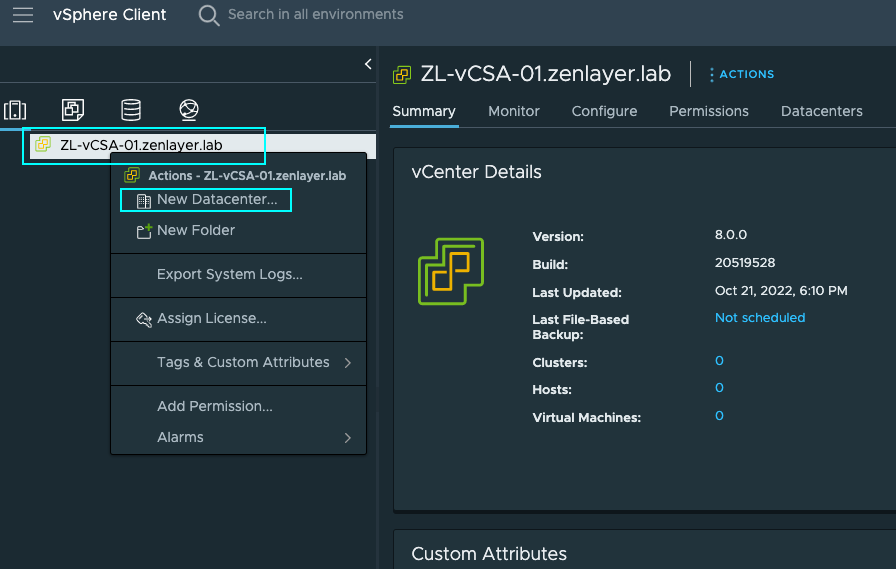 vSphere Client
Search in all environments
ZL-vCSA-01.zenlayer.lab
Actions - ZL-vCSA-01.zenlayer.lab
New Datacenter...
New Folder
Export System Logs...
Assign License...
Tags & Custom Attributes
Add Permission...
Alarms
ZL-vCSA-01.zenlayer.lab
ACTIONS
Summary Monitor Configure Permissions Datacenters
vCenter Details
Version: 8.0.0
Build: 20519528
Last Updated: Oct 21, 2022, 6:10 PM
Last File-Based Not scheduled
Backup:
Clusters: 0
Hosts: 0
Virtual Machines: 0
Custom Attributes